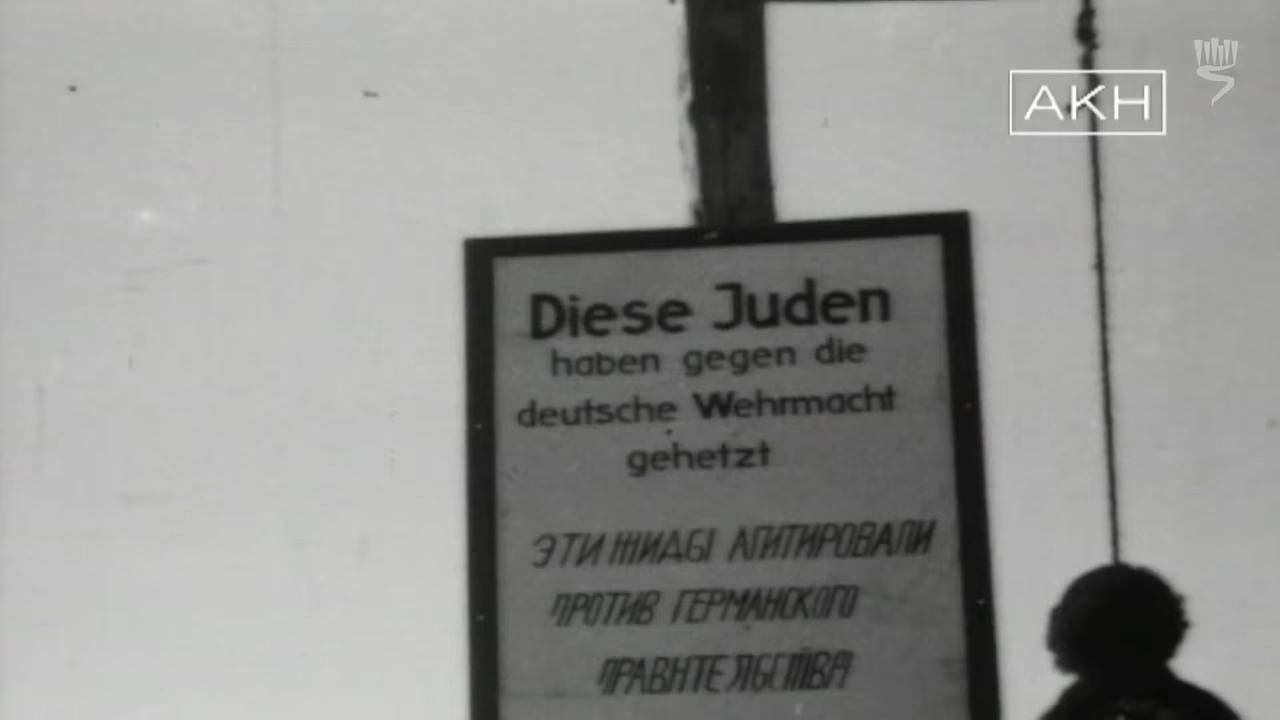 AKH
Diese Juden
haben gegen die
deutsche Wehrmacht
gehetzt
ЭТИ ЖИДЫ АГИТИРОВАЛИ
ПРОТИВ ГЕРМАНСКОГО
ПРАВИТЕЛЬСТВА